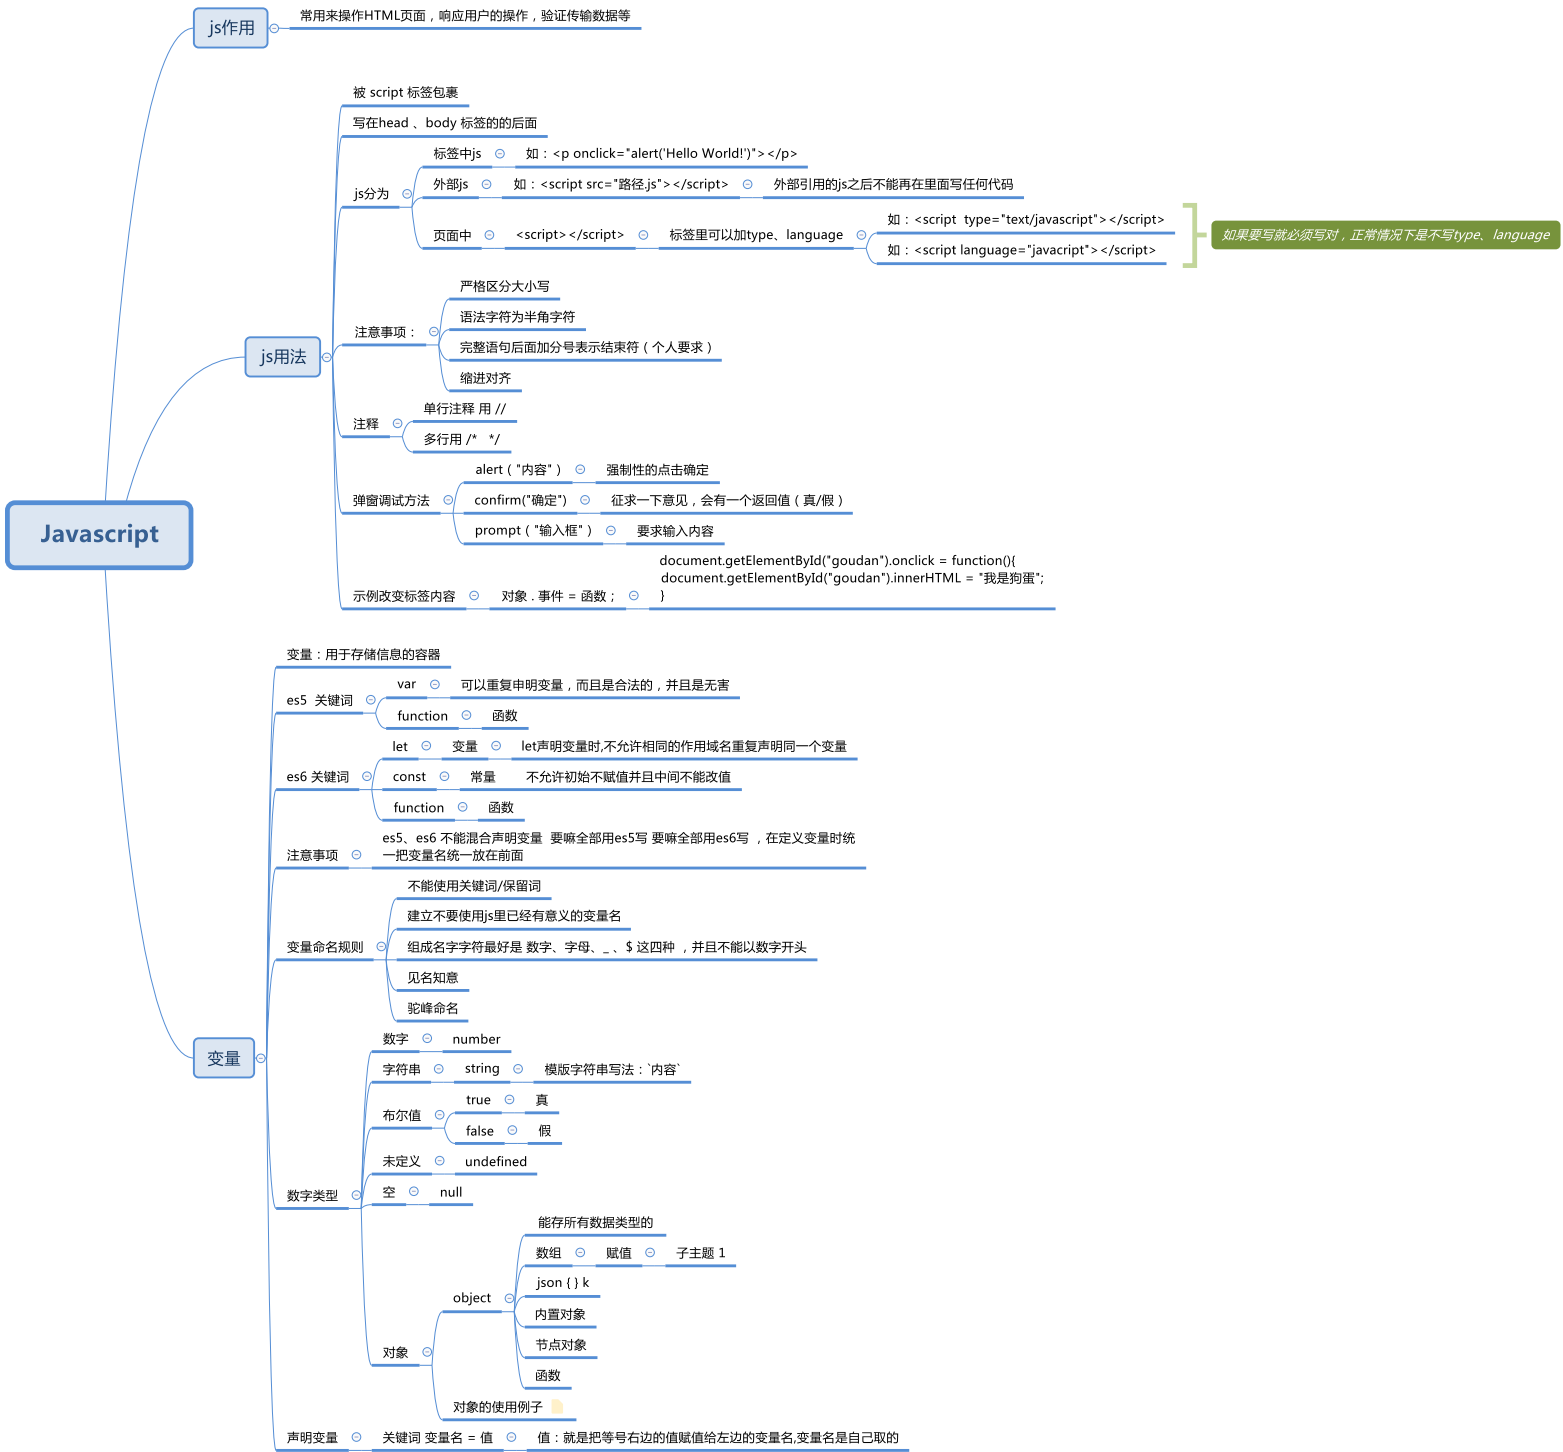 js作用
常用来操作HTML页面，响应用户的操作，验证传输数据等
Javascript
js用法
被 script 标签包裹
写在head 、body 标签的的后面
js分为
标签中js
如：<p onclick="alert('Hello World!')"></p>
外部js
如：<script src="路径.js"></script>
外部引用的js之后不能再在里面写任何代码
页面中
<script></script>
标签里可以加type、language
如：<script  type="text/javascript"></script>
如：<script language="javacript"></script>
如果要写就必须写对，正常情况下是不写type、language
注意事项：
严格区分大小写
语法字符为半角字符
完整语句后面加分号表示结束符（个人要求）
缩进对齐
注释
单行注释 用 //
多行用 /*   */
弹窗调试方法
alert（"内容"）
强制性的点击确定
confirm("确定")
征求一下意见，会有一个返回值（真/假）
prompt（"输入框"）
要求输入内容
示例改变标签内容
对象 . 事件 = 函数；
document.getElementById("goudan").onclick = function(){
document.getElementById("goudan").innerHTML = "我是狗蛋";
}
变量
变量：用于存储信息的容器
es5  关键词
var
可以重复申明变量，而且是合法的，并且是无害
function
函数
es6 关键词
let
变量
let声明变量时,不允许相同的作用域名重复声明同一个变量
const
常量
不允许初始不赋值并且中间不能改值
function
函数
注意事项
es5、es6 不能混合声明变量  要嘛全部用es5写 要嘛全部用es6写 ，在定义变量时统
一把变量名统一放在前面
变量命名规则
不能使用关键词/保留词
建立不要使用js里已经有意义的变量名
组成名字字符最好是 数字、字母、_ 、$ 这四种 ，并且不能以数字开头
见名知意
驼峰命名
数字类型
数字
number
字符串
string
模版字符串写法：`内容`
布尔值
true
真
false
假
未定义
undefined
空
null
对象
object
能存所有数据类型的
数组
赋值
子主题 1
json { } k
内置对象
节点对象
函数
对象的使用例子
声明变量
关键词 变量名 = 值
值：就是把等号右边的值赋值给左边的变量名,变量名是自己取的